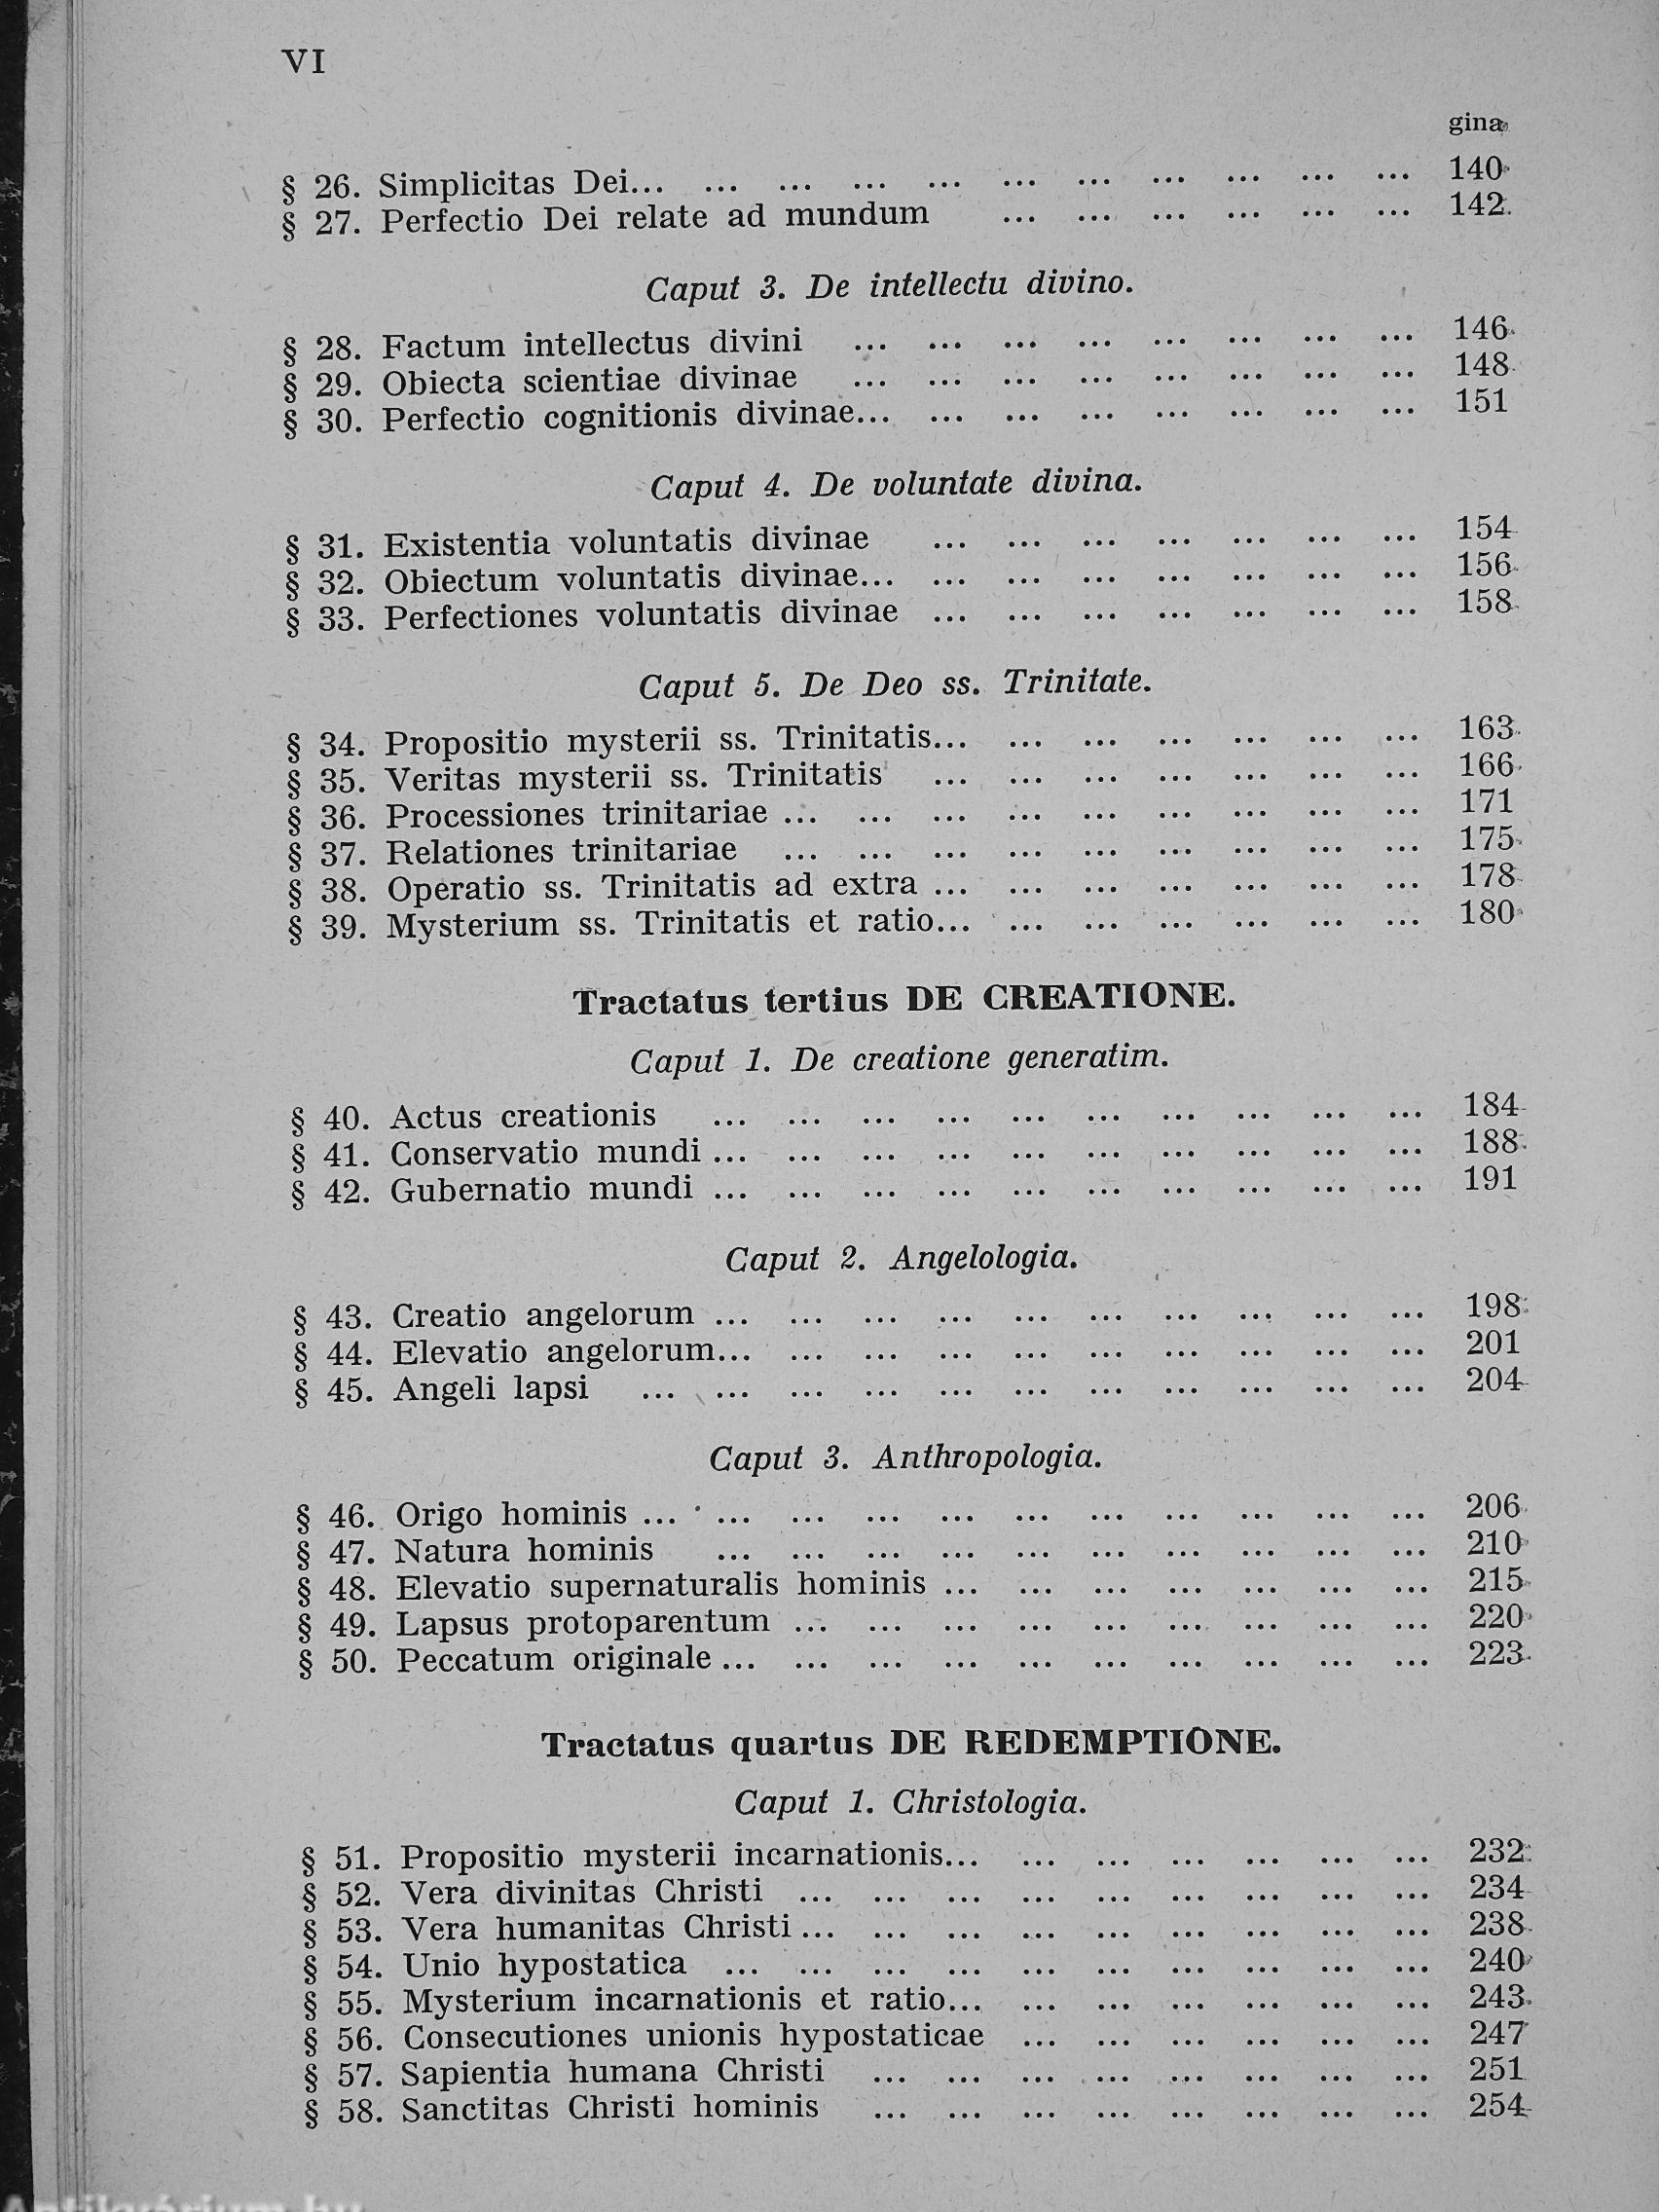 VI
gina
§ 26. Simplicitas Dei... ... ... ... ... ... ... ... ... ... ... 140
§ 27. Perfectio Dei relate ad mundum ... ... ... ... ... ... 142
Caput 3. De intellectu divino.
§ 28. Factum intellectus divini ... ... ... ... ... ... ... ... 146
§ 29. Obiecta scientiae divinae ... ... ... ... ... ... ... ... 148
§ 30. Perfectio cognitionis divinae... ... ... ... ... ... ... ... 151
Caput 4. De voluntate divina.
§ 31. Existentia voluntatis divinae ... ... ... ... ... ... ... 154
§ 32. Obiectum voluntatis divinae... ... ... ... ... ... ... ... 156
§ 33. Perfectiones voluntatis divinae ... ... ... ... ... ... ... 158
Caput 5. De Deo ss. Trinitate.
§ 34. Propositio mysterii ss. Trinitatis... ... ... ... ... ... ... 163
§ 35. Veritas mysterii ss. Trinitatis ... ... ... ... ... ... ... 166
§ 36. Processiones trinitariae ... ... ... ... ... ... ... ... ... 171
§ 37. Relationes trinitariae ... ... ... ... ... ... ... ... ... 175
§ 38. Operatio ss. Trinitatis ad extra ... ... ... ... ... ... ... 178
§ 39. Mysterium ss. Trinitatis et ratio... ... ... ... ... ... ... 180
Tractatus tertius DE CREATIONE.
Caput 1. De creatione generatim.
§ 40. Actus creationis ... ... ... ... ... ... ... ... ... ... 184
§ 41. Conservatio mundi ... ... ... ... ... ... ... ... ... ... 188
§ 42. Gubernatio mundi ... ... ... ... ... ... ... ... ... ... 191
Caput 2. Angelologia.
§ 43. Creatio angelorum ... ... ... ... ... ... ... ... ... ... 198
§ 44. Elevatio angelorum... ... ... ... ... ... ... ... ... ... 201
§ 45. Angeli lapsi ... ... ... ... ... ... ... ... ... ... ... 204
Caput 3. Anthropologia.
§ 46. Origo hominis ... ... ... ... ... ... ... ... ... ... ... 206
§ 47. Natura hominis ... ... ... ... ... ... ... ... ... ... 210
§ 48. Elevatio supernaturalis hominis ... ... ... ... ... ... ... 215
§ 49. Lapsus protoparentum ... ... ... ... ... ... ... ... ... 220
§ 50. Peccatum originale ... ... ... ... ... ... ... ... ... ... 223
Tractatus quartus DE REDEMPTIONE.
Caput 1. Christologia.
§ 51. Propositio mysterii incarnationis... ... ... ... ... ... ... 232
§ 52. Vera divinitas Christi ... ... ... ... ... ... ... ... ... 234
§ 53. Vera humanitas Christi ... ... ... ... ... ... ... ... ... 238
§ 54. Unio hypostatica ... ... ... ... ... ... ... ... ... ... 240
§ 55. Mysterium incarnationis et ratio... ... ... ... ... ... ... 243
§ 56. Consecutiones unionis hypostaticae ... ... ... ... ... ... 247
§ 57. Sapientia humana Christi ... ... ... ... ... ... ... ... 251
§ 58. Sanctitas Christi hominis ... ... ... ... ... ... ... ... 254